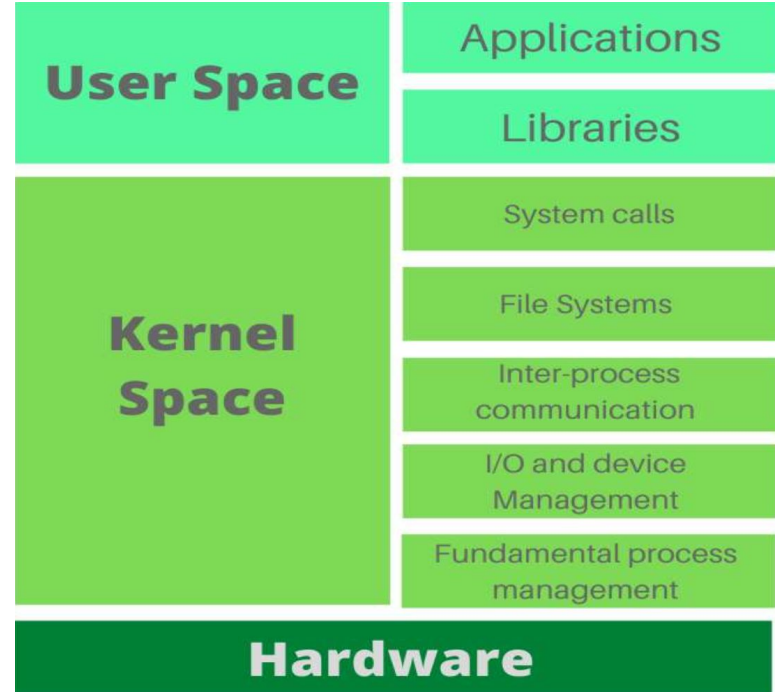 User Space
Applications
Libraries
Kernel
Space
System calls
File Systems
Inter-process
communication
I/O and device
Management
Fundamental process
management
Hardware